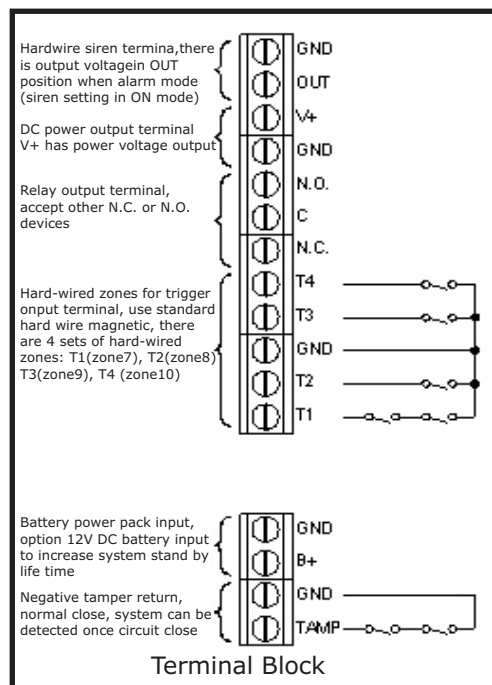 Hardwire siren termina,there
is output voltagein OUT
position when alarm mode
(siren setting in ON mode)
DC power output terminal
V+ has power voltage output
Relay output terminal,
accept other N.C. or N.O.
devices
Hard-wired zones for trigger
onput terminal, use standard
hard wire magnetic, there
are 4 sets of hard-wired
zones: T1(zone7), T2(zone8)
T3(zone9), T4 (zone10)
GND
OUT
V+
GND
N.O.
C
N.C.
T4
T3
GND
T2
T1
Battery power pack input,
option 12V DC battery input
to increase system stand by
life time
Negative tamper return,
normal close, system can be
detected once circuit close
GND
B+
GND
TAMP
Terminal Block